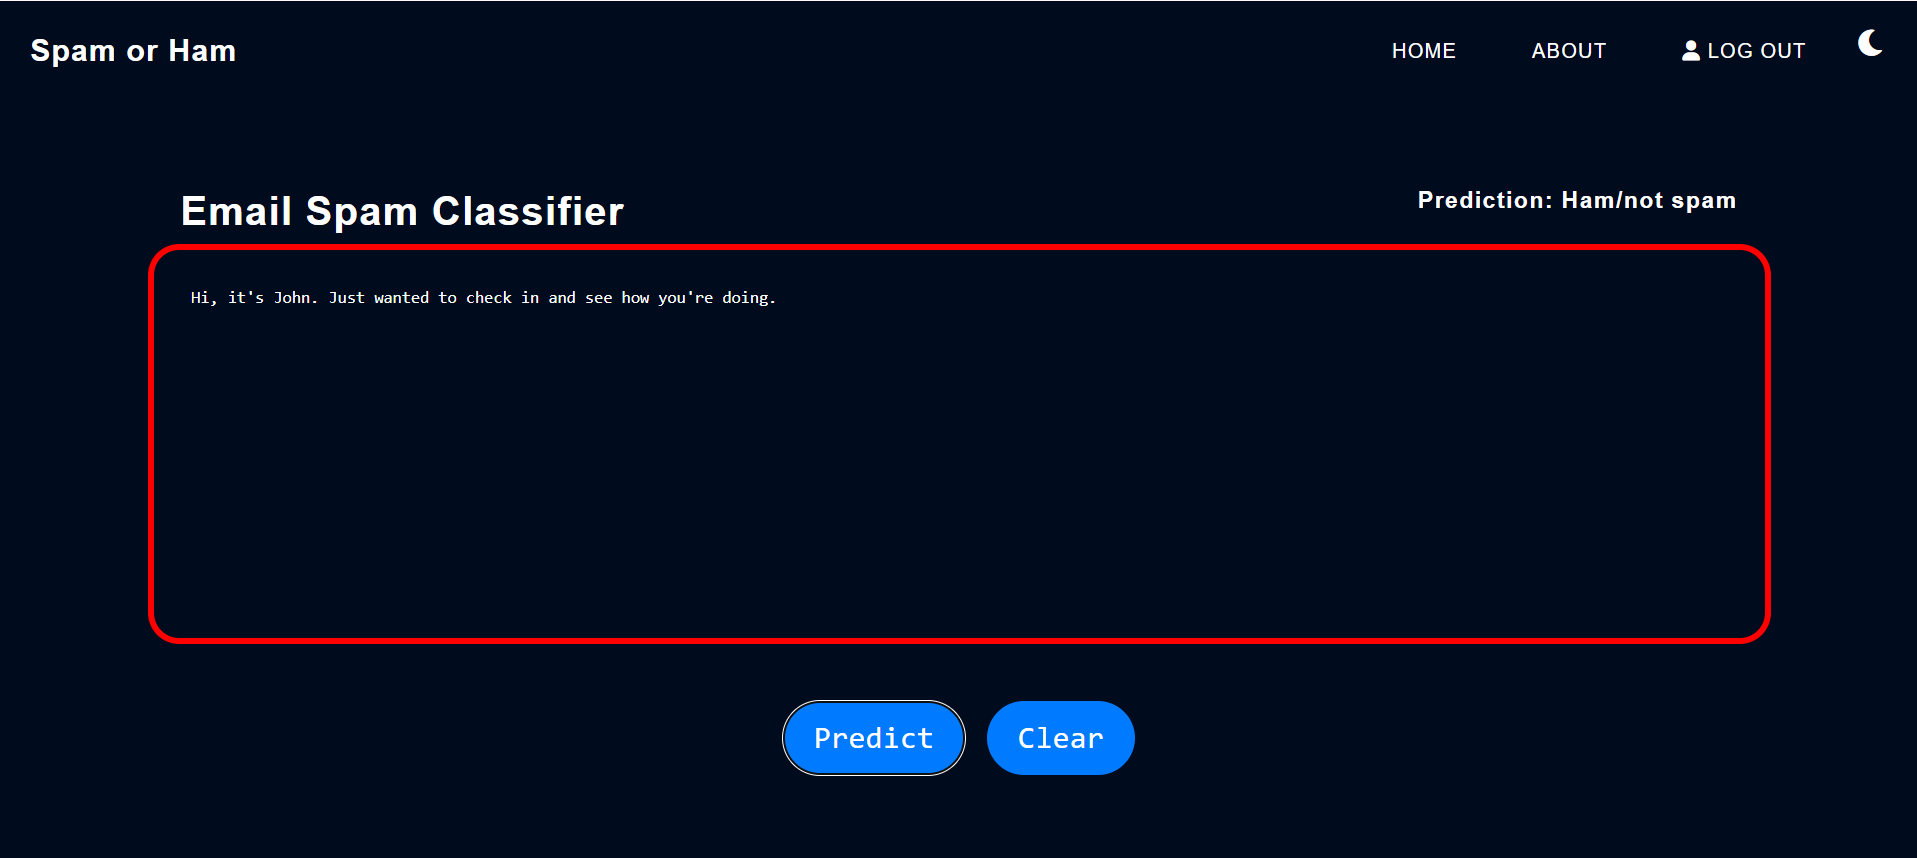 Spam or Ham
HOME
ABOUT
LOG OUT
Email Spam Classifier
Prediction: Ham/not spam
Hi, it's John. Just wanted to check in and see how you're doing.
Predict
Clear